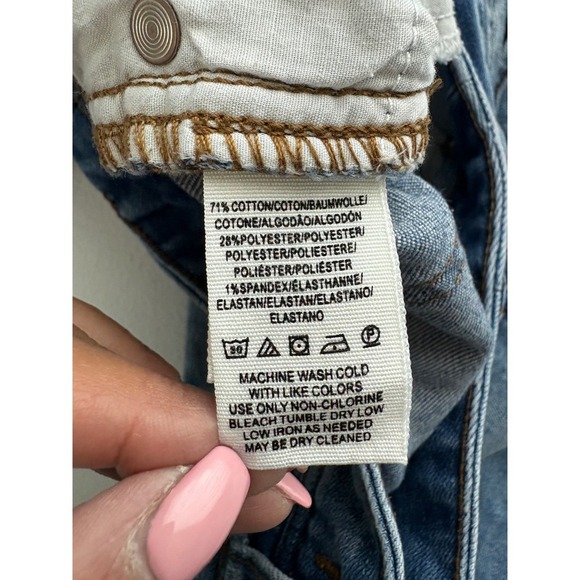 71% COTTON/COTON/BAUMWOLLE/
COTONE/ALGODÃO/ALGODÓN
28%POLYESTER/POLYESTER/
POLYESTER/POLIESTERE/
POLIÉSTER/POLIÉSTER
1%SPANDEX/ÉLASTHANNE/
ELASTAN/ELASTAN/ELASTANO/
ELASTANO
30 P
MACHINE WASH COLD
WITH LIKE COLORS
USE ONLY NON-CHLORINE
BLEACH TUMBLE DRY LOW
LOW IRON AS NEEDED
MAY BE DRY CLEANED